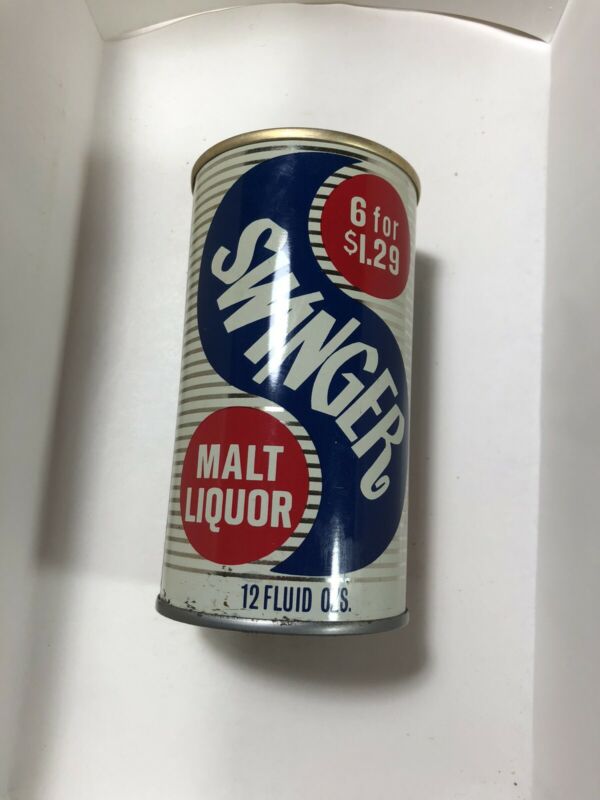 6 for
$1.29
SWINGER
MALT
LIQUOR
12 FLUID OZS.